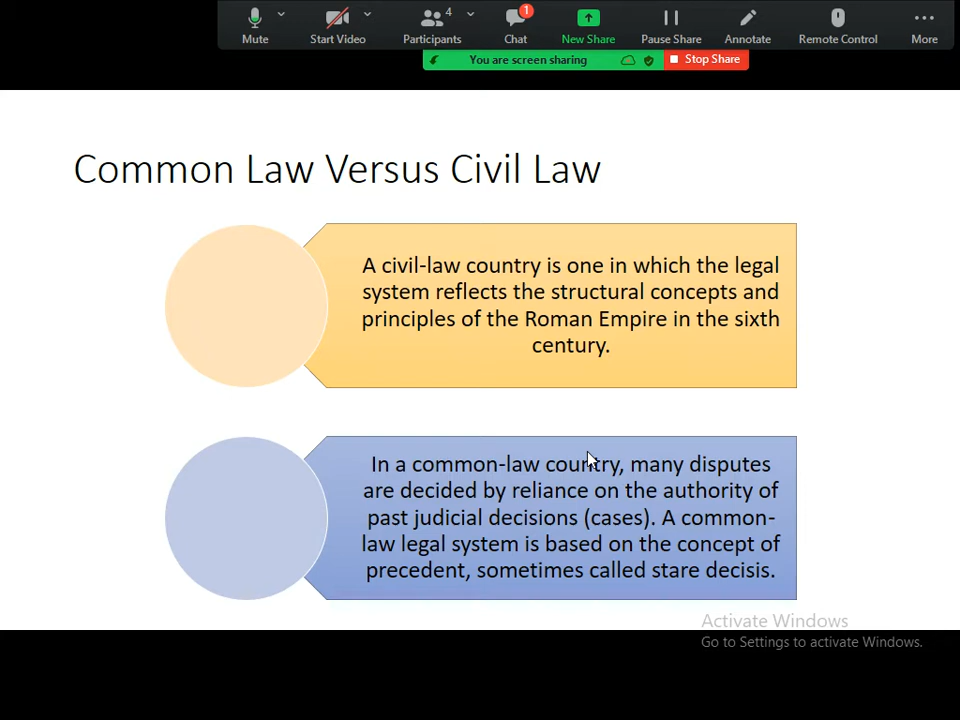 4
1
Mute
Start Video
Participants
Chat
New Share
Pause Share
Annotate
Remote Control
More
You are screen sharing
Stop Share
Common Law Versus Civil Law
A civil-law country is one in which the legal
system reflects the structural concepts and
principles of the Roman Empire in the sixth
century.
In a common-law country, many disputes
are decided by reliance on the authority of
past judicial decisions (cases). A common-
law legal system is based on the concept of
precedent, sometimes called stare decisis.
Activate Windows
Go to Settings to activate Windows.